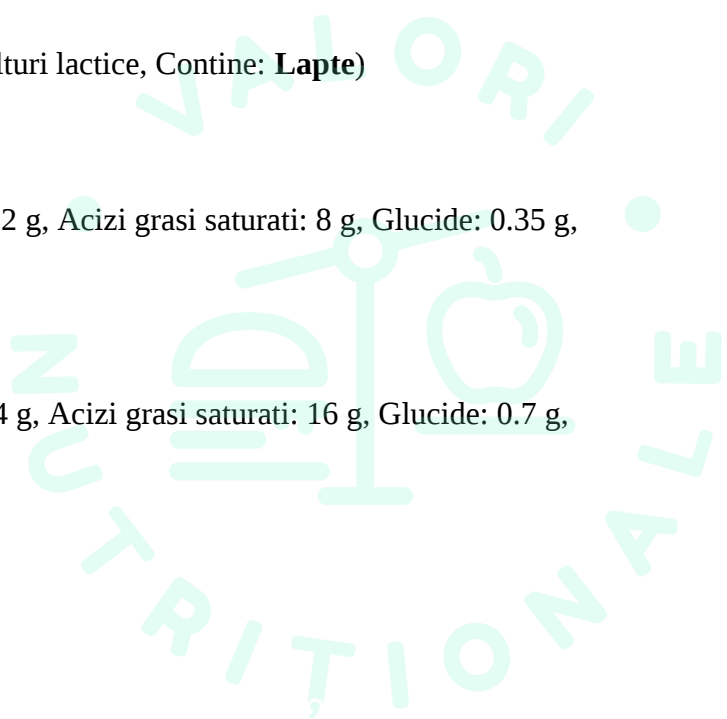 lturi lactice, Contine: Lapte)
2 g, Acizi grasi saturati: 8 g, Glucide: 0.35 g,
4 g, Acizi grasi saturati: 16 g, Glucide: 0.7 g,
VALORI
NUTRIȚIONALE